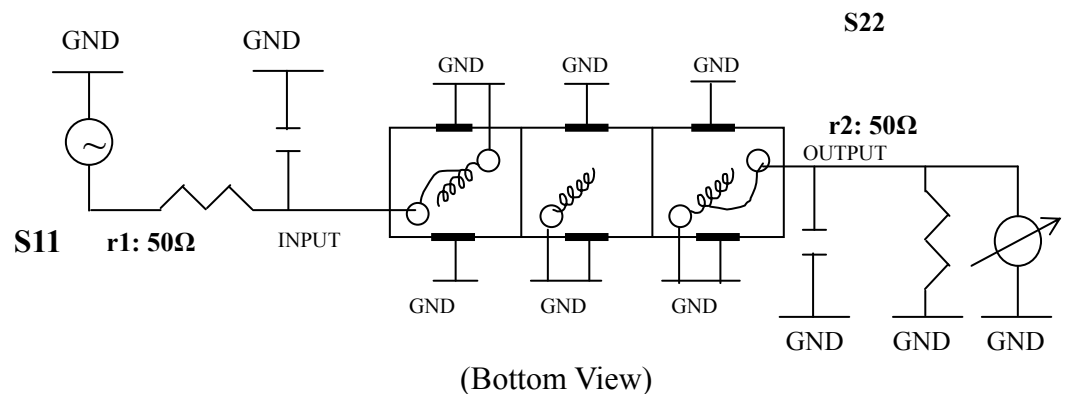 S22
GND
GND
GND
GND
GND
r2: 50Ω
OUTPUT
S11
r1: 50Ω
INPUT
GND
GND
GND
GND
GND
GND
(Bottom View)